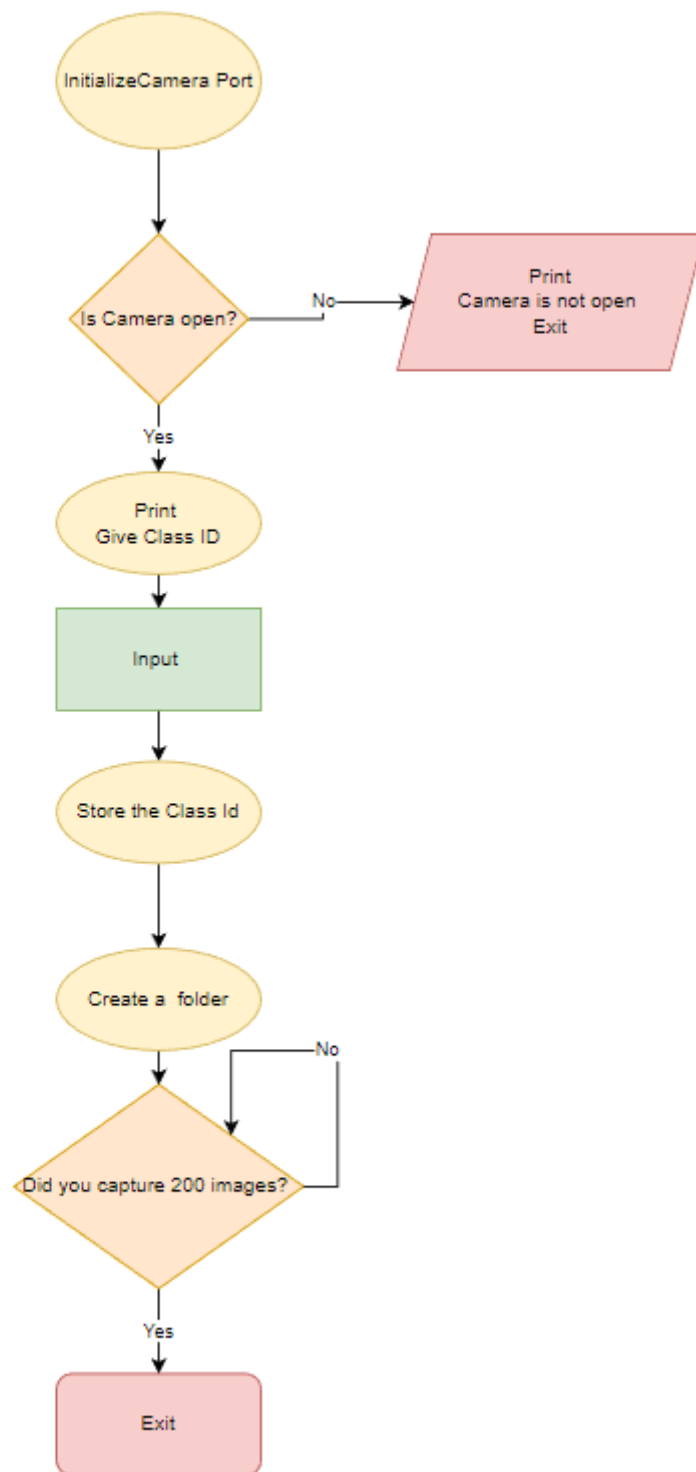 InitializeCamera Port
Is Camera open?
No
Print
Camera is not open
Exit
Yes
Print
Give Class ID
Input
Store the Class Id
Create a folder
No
Did you capture 200 images?
Yes
Exit